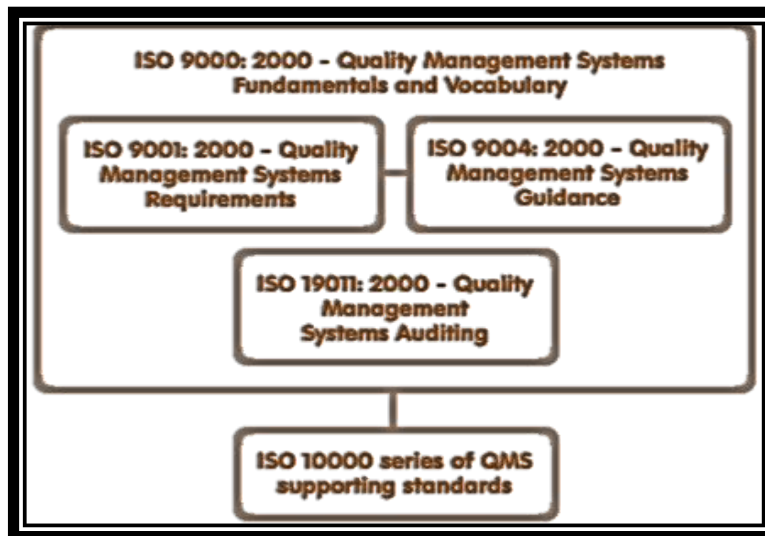 ISO 9000: 2000 – Quality Management Systems
Fundamentals and Vocabulary
ISO 9001: 2000 – Quality
Management Systems
Requirements
ISO 9004: 2000 – Quality
Management Systems
Guidance
ISO 19011: 2000 – Quality
Management
Systems Auditing
ISO 10000 series of QMS
supporting standards